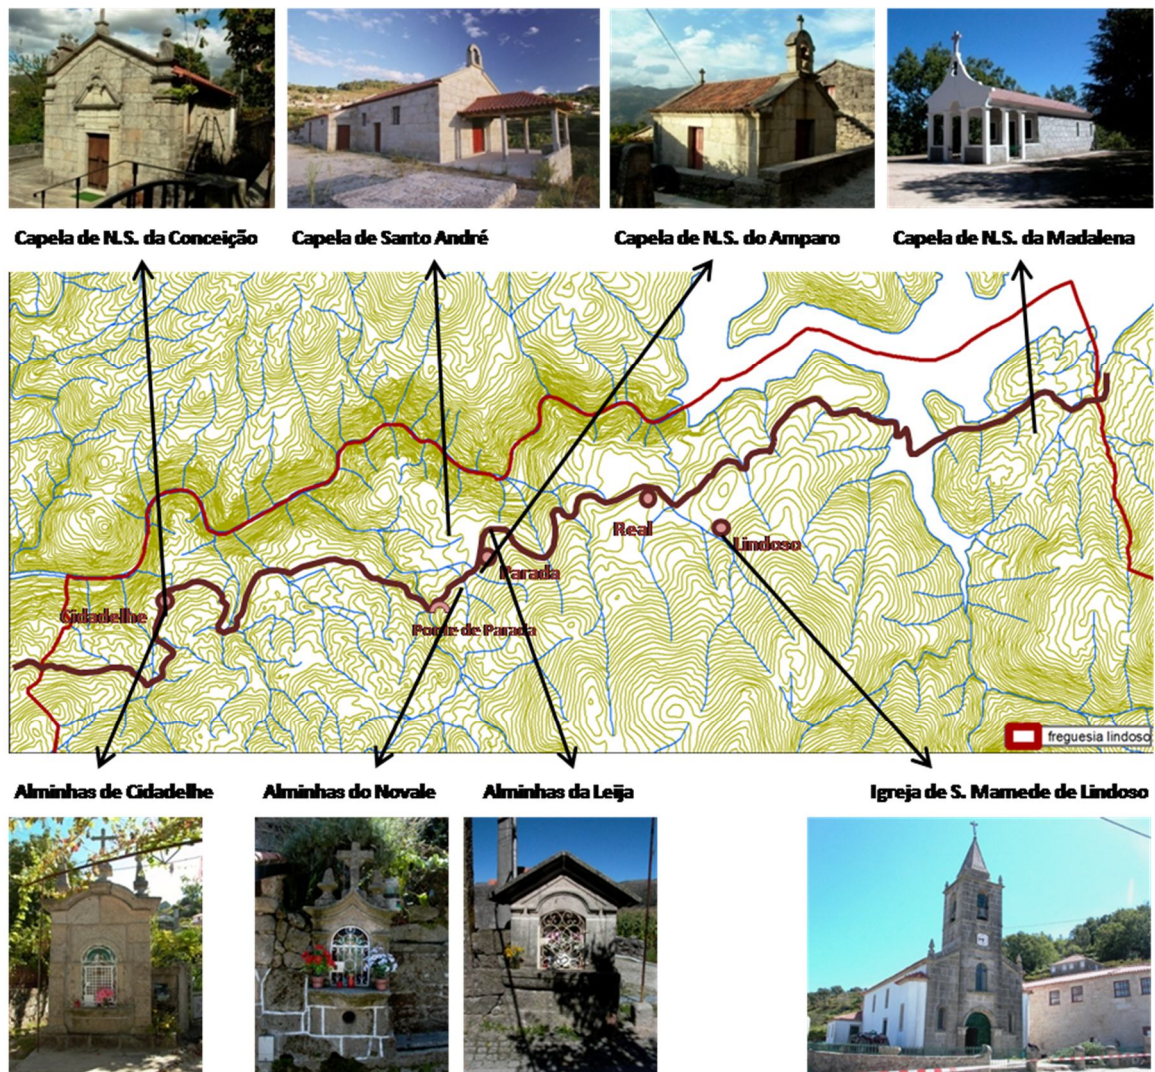 Capela de N.S. da Conceição
Capela de Santo André
Capela de N.S. do Amparo
Capela de N.S. da Madalena
Real
Lindoso
Parada
Cidadelhe
Ponte de Parada
freguesia lindoso
Alminhas de Cidadelhe
Alminhas do Novale
Alminhas da Leija
Igreja de S. Mamede de Lindoso